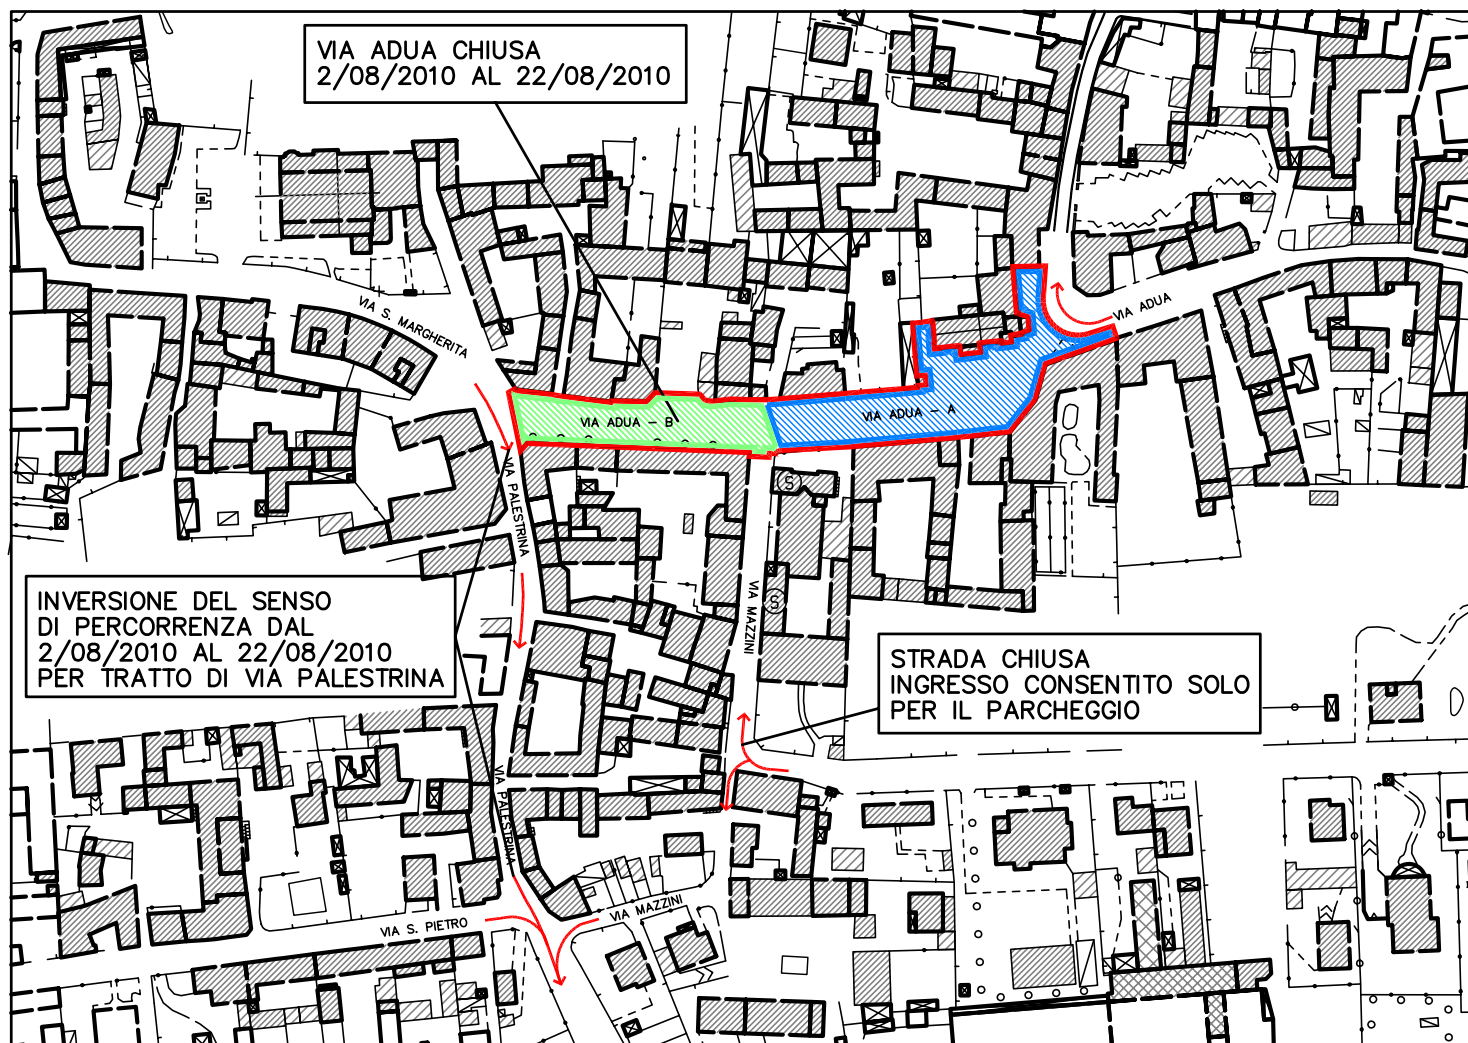 VIA ADUA CHIUSA
2/08/2010 AL 22/08/2010
VIA S. MARGHERITA
VIA ADUA
VIA ADUA - B
VIA ADUA - A
VIA PALESTRINA
S
S
VIA MAZZINI
INVERSIONE DEL SENSO
DI PERCORRENZA DAL
2/08/2010 AL 22/08/2010
PER TRATTO DI VIA PALESTRINA
STRADA CHIUSA
INGRESSO CONSENTITO SOLO
PER IL PARCHEGGIO
VIA PALESTRINA
VIA S. PIETRO
VIA MAZZINI